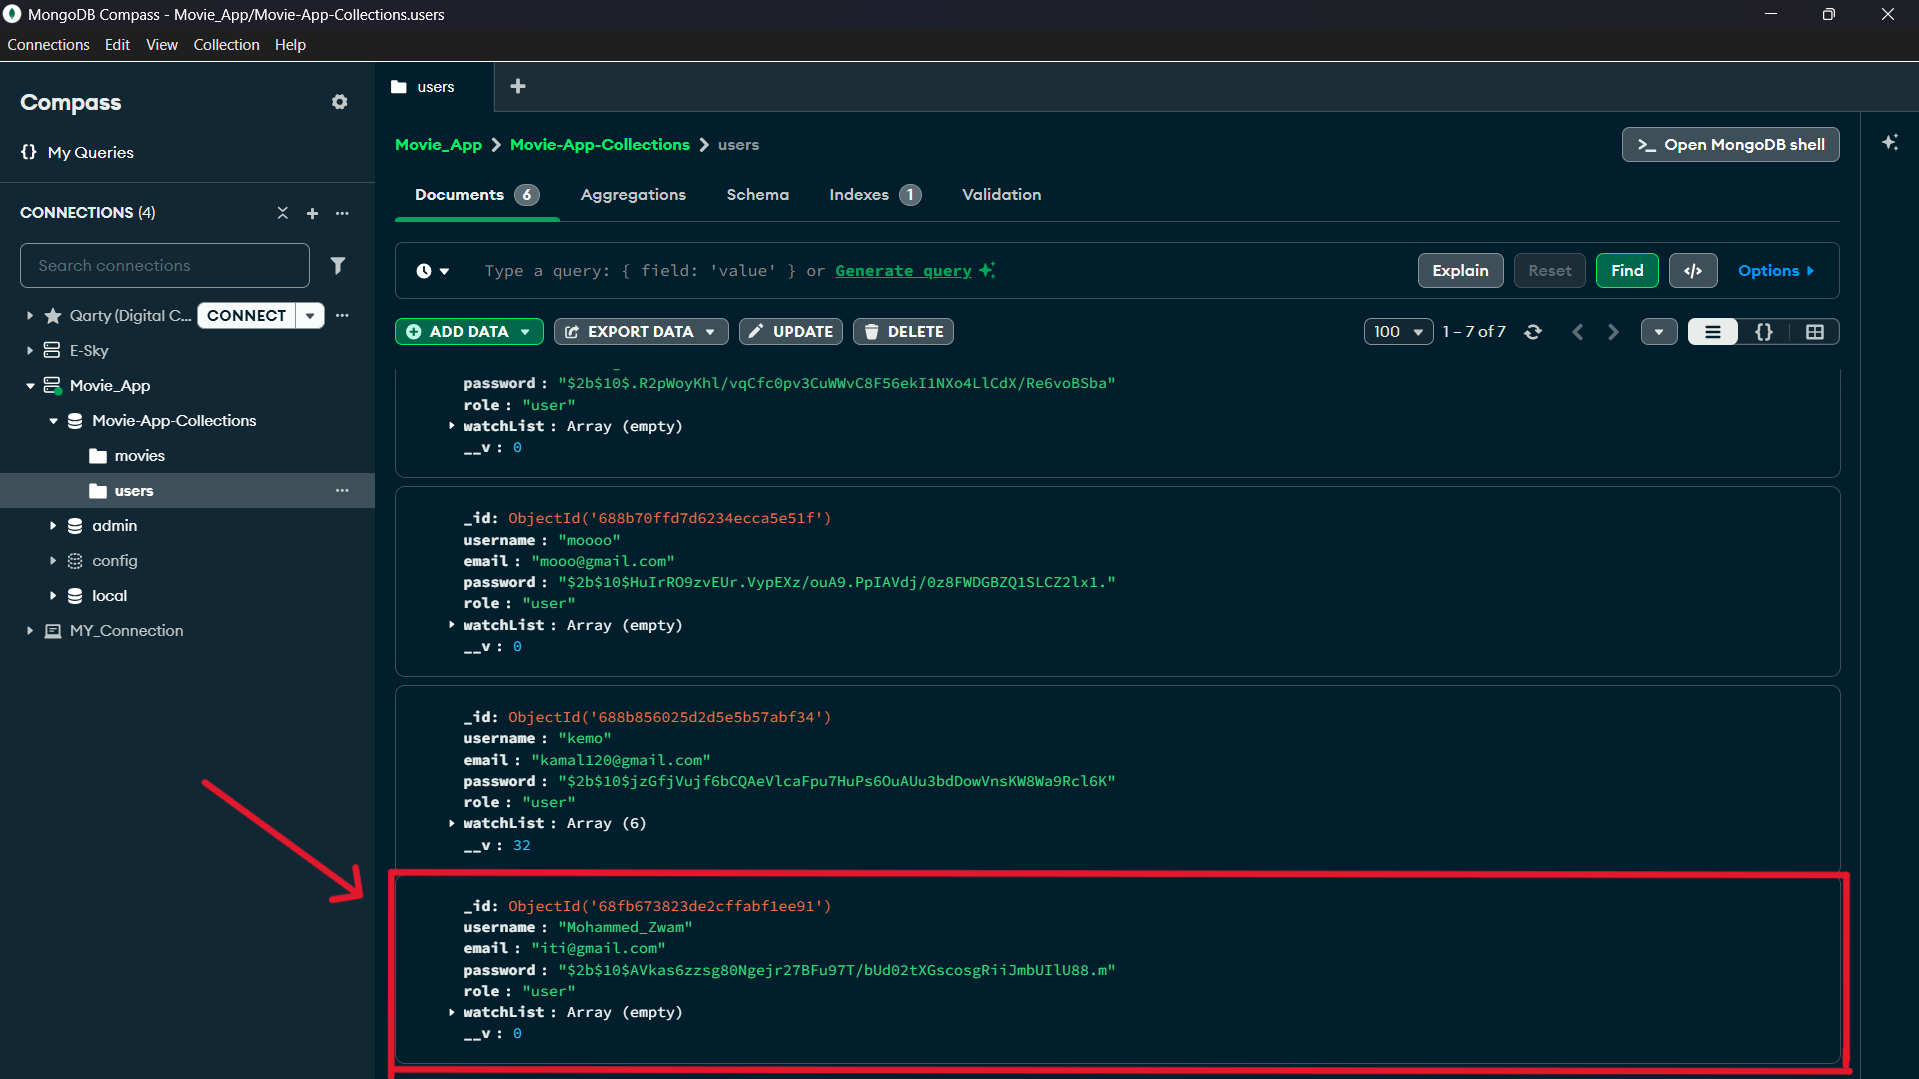 MongoDB Compass - Movie_App/Movie-App-Collections.users
Connections Edit View Collection Help
Compass
{} My Queries
CONNECTIONS (4)
Search connections
Qarty (Digital C... CONNECT
E-Sky
Movie_App
Movie-App-Collections
movies
users
admin
config
local
MY_Connection
users
Movie_App > Movie-App-Collections > users
>_ Open MongoDB shell
Documents 6 Aggregations Schema Indexes 1 Validation
Type a query: { field: 'value' } or Generate query
Explain Reset Find </> Options
ADD DATA EXPORT DATA UPDATE DELETE
100 1 – 7 of 7 {}
password : "$2b$10$.R2pWoyKhl/vqCfc0pv3CuWWvC8F56ekI1NXo4LlCdX/Re6voBSba"
role : "user"
watchList : Array (empty)
__v : 0
_id: ObjectId('688b70ffd7d6234ecca5e51f')
username : "moooo"
email : "mooo@gmail.com"
password : "$2b$10$HuIrRO9zvEUr.VypEXz/ouA9.PpIAVdj/0z8FWDGBZQ1SLCZ2lx1."
role : "user"
watchList : Array (empty)
__v : 0
_id: ObjectId('688b856025d2d5e5b57abf34')
username : "kemo"
email : "kamal120@gmail.com"
password : "$2b$10$jzGfjVujf6bCQAeVlcaFpu7HuPs6OuAUu3bdDowVnsKW8Wa9Rcl6K"
role : "user"
watchList : Array (6)
__v : 32
_id: ObjectId('68fb673823de2cffabf1ee91')
username : "Mohammed_Zwam"
email : "iti@gmail.com"
password : "$2b$10$AVkas6zzsg80Ngejr27BFu97T/bUd02tXGscosgRiiJmbUIlU88.m"
role : "user"
watchList : Array (empty)
__v : 0